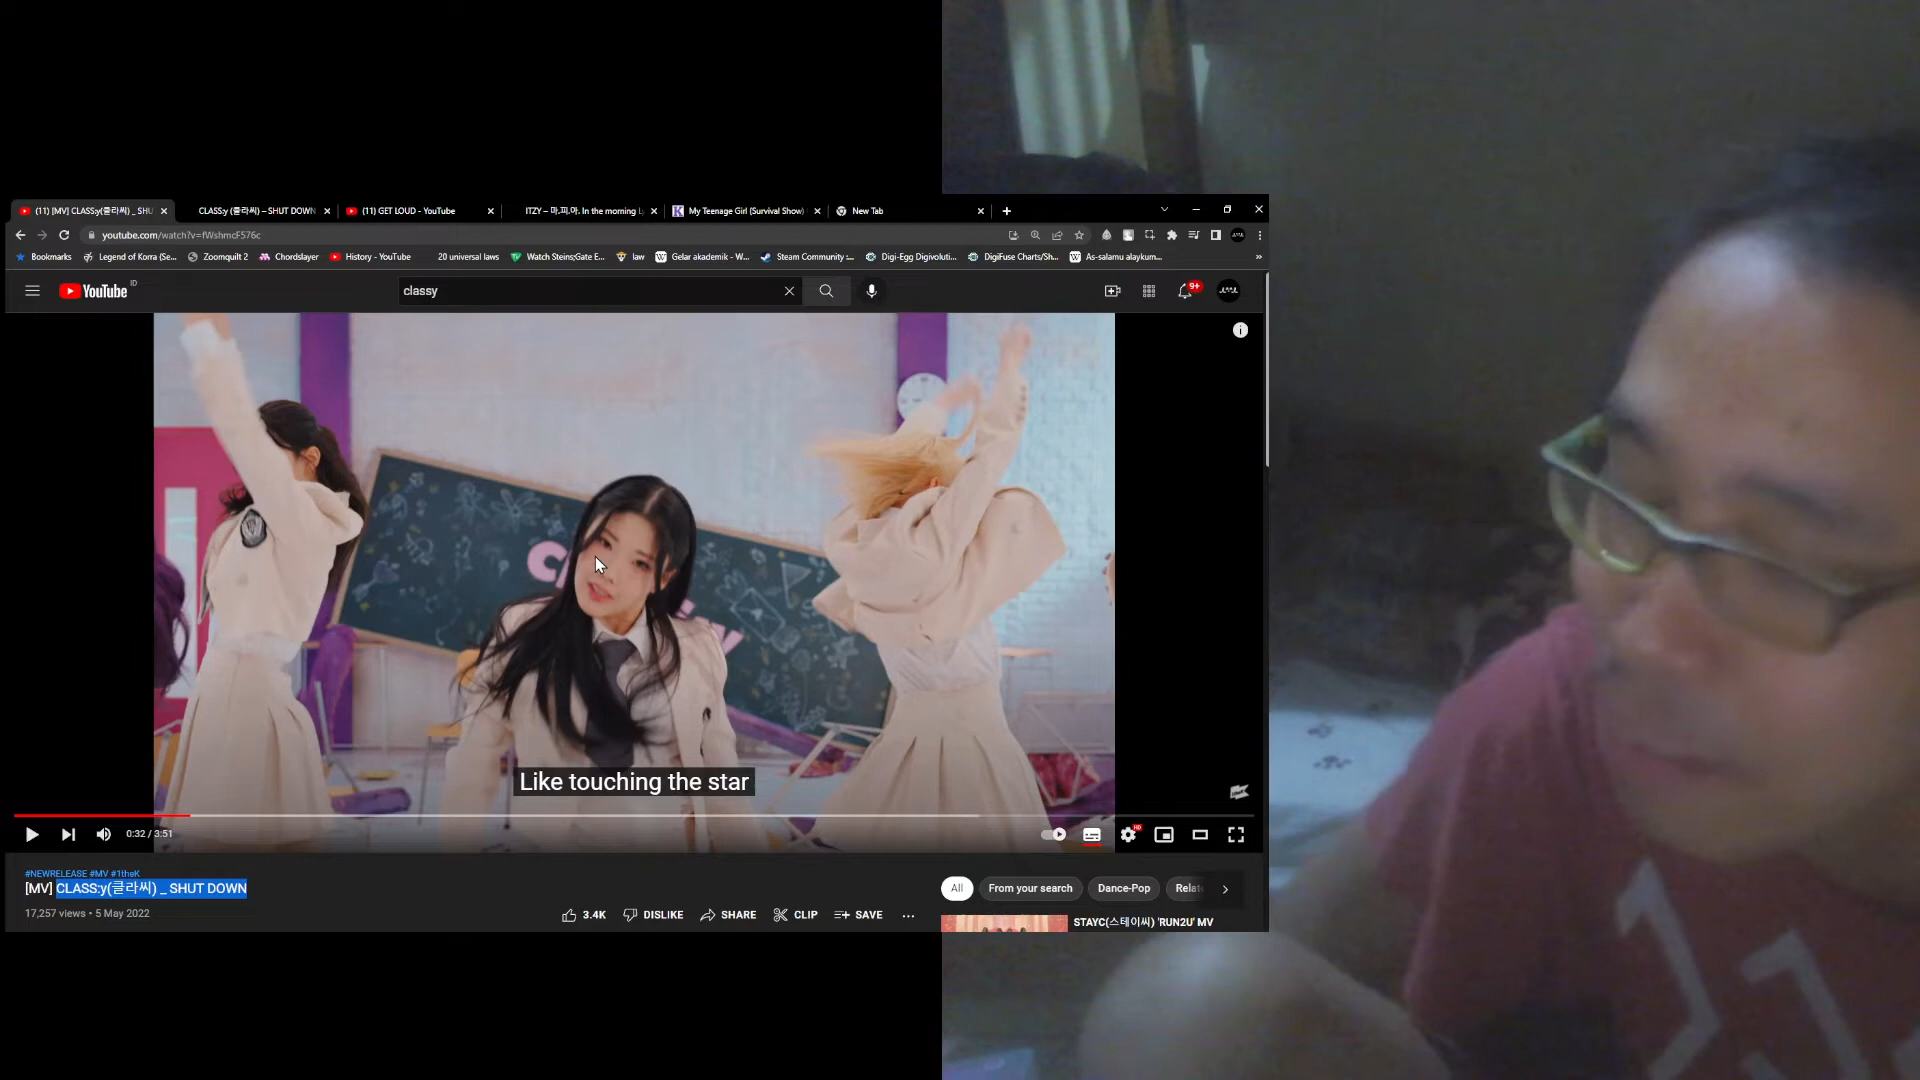 (11) [MV] CLASS:y(클라씨) _ SHU
CLASS:y (클라씨) – SHUT DOWN
(11) GET LOUD - YouTube
ITZY – 마.피.아. In the morning L
My Teenage Girl (Survival Show)
New Tab
youtube.com/watch?v=fWshmcF576c
Bookmarks
Legend of Korra (Se...
Zoomquilt 2
Chordslayer
History - YouTube
20 universal laws
Watch Steins;Gate E...
law
Gelar akademik - W...
Steam Community :...
Digi-Egg Digivoluti...
DigiFuse Charts/Sh...
As-salamu alaykum...
»
YouTube ID
classy
9+
Like touching the star
0:32 / 3:51
HD
#NEWRELEASE #MV #1theK
[MV] CLASS:y(클라씨) _ SHUT DOWN
17,257 views • 5 May 2022
3.4K
DISLIKE
SHARE
CLIP
SAVE
All
From your search
Dance-Pop
Relat
STAYC(스테이씨) 'RUN2U' MV